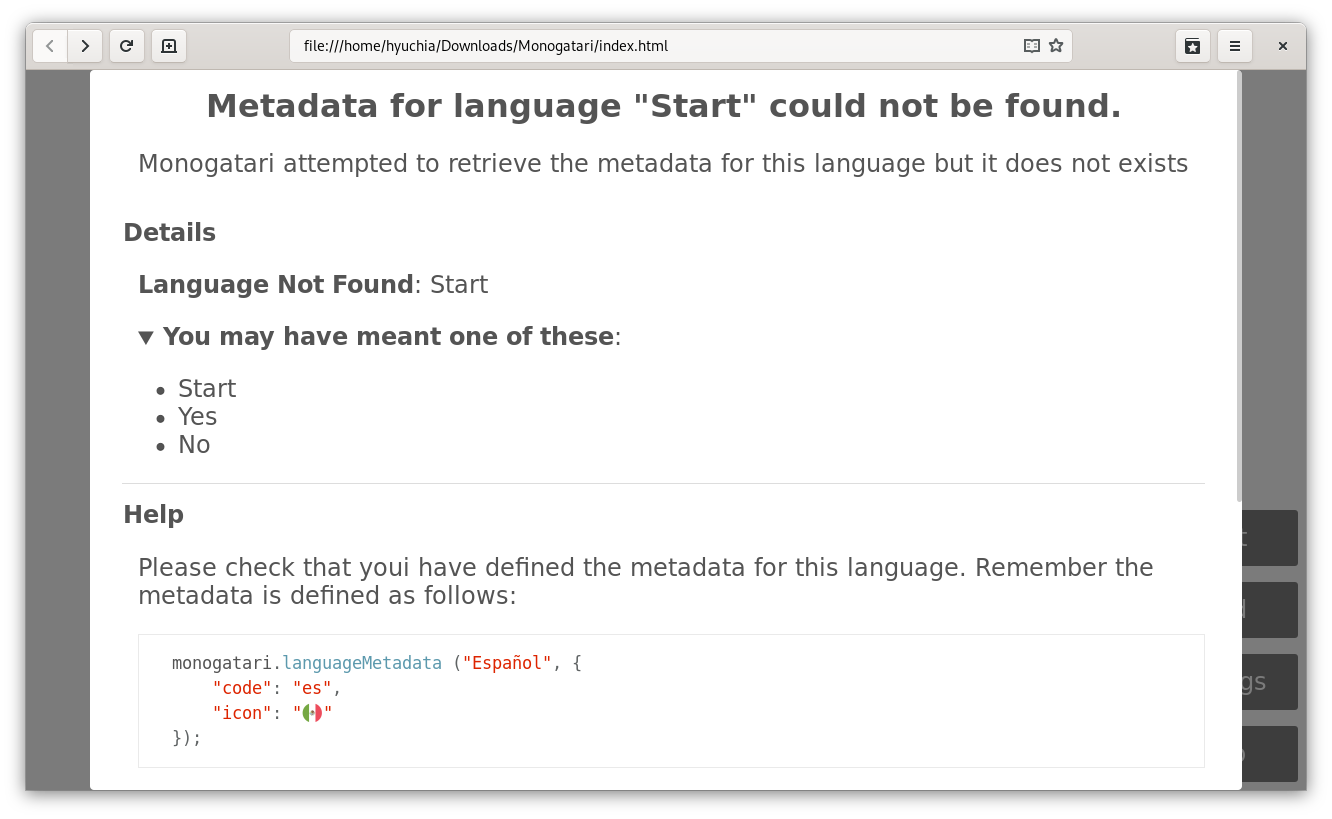 file:///home/hyuchia/Downloads/Monogatari/index.html
Metadata for language "Start" could not be found.
Monogatari attempted to retrieve the metadata for this language but it does not exists
Details
Language Not Found: Start
▼ You may have meant one of these:
• Start
• Yes
• No
Help
Please check that youi have defined the metadata for this language. Remember the
metadata is defined as follows:
monogatari.languageMetadata ("Español", {
"code": "es",
"icon": "🇲🇽"
});
gs